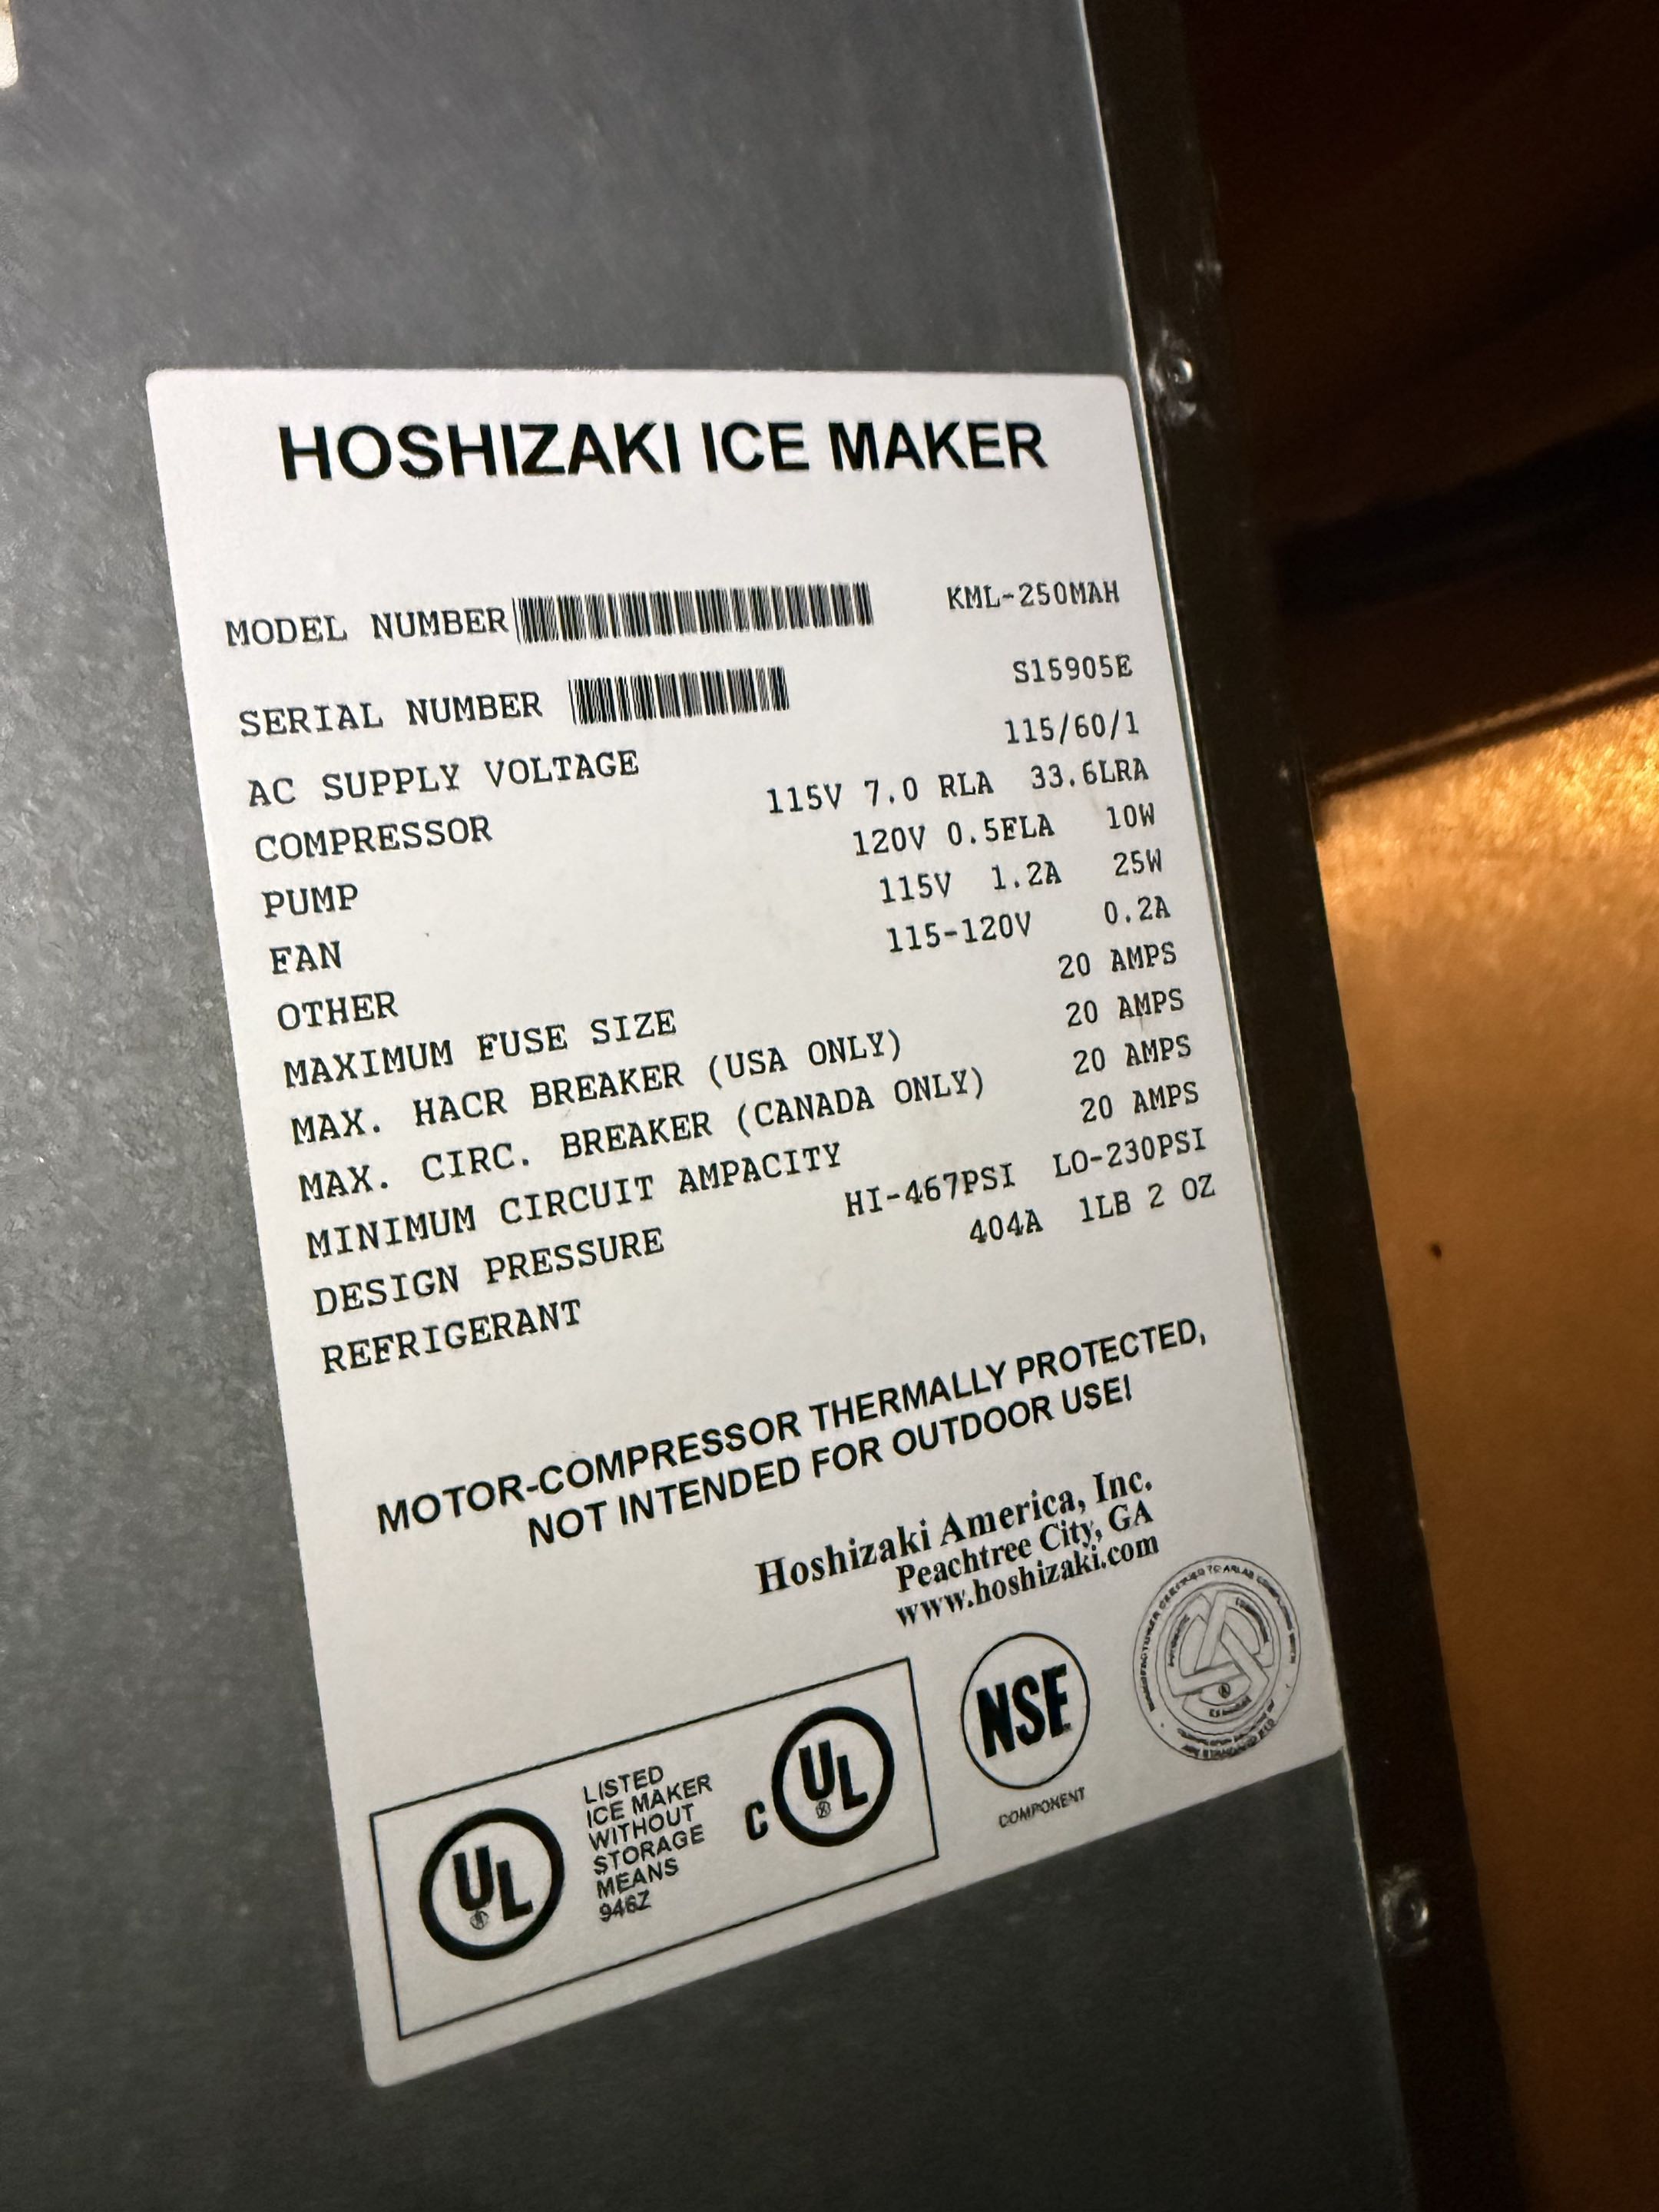 HOSHIZAKI ICE MAKER
MODEL NUMBER KML-250MAH
SERIAL NUMBER S15905E
AC SUPPLY VOLTAGE 115/60/1
COMPRESSOR 115V 7.0 RLA 33.6LRA
PUMP 120V 0.5FLA 10W
FAN 115V 1.2A 25W
OTHER 115-120V 0.2A
MAXIMUM FUSE SIZE 20 AMPS
MAX. HACR BREAKER (USA ONLY) 20 AMPS
MAX. CIRC. BREAKER (CANADA ONLY) 20 AMPS
MINIMUM CIRCUIT AMPACITY 20 AMPS
DESIGN PRESSURE HI-467PSI LO-230PSI
REFRIGERANT 404A 1LB 2 OZ
MOTOR-COMPRESSOR THERMALLY PROTECTED,
NOT INTENDED FOR OUTDOOR USE!
Hoshizaki America, Inc.
Peachtree City, GA
www.hoshizaki.com
UL ®
LISTED
ICE MAKER
WITHOUT
STORAGE
MEANS
946Z
C UL ®
NSF
COMPONENT